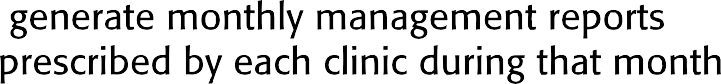 generate monthly management reports
prescribed by each clinic during that month